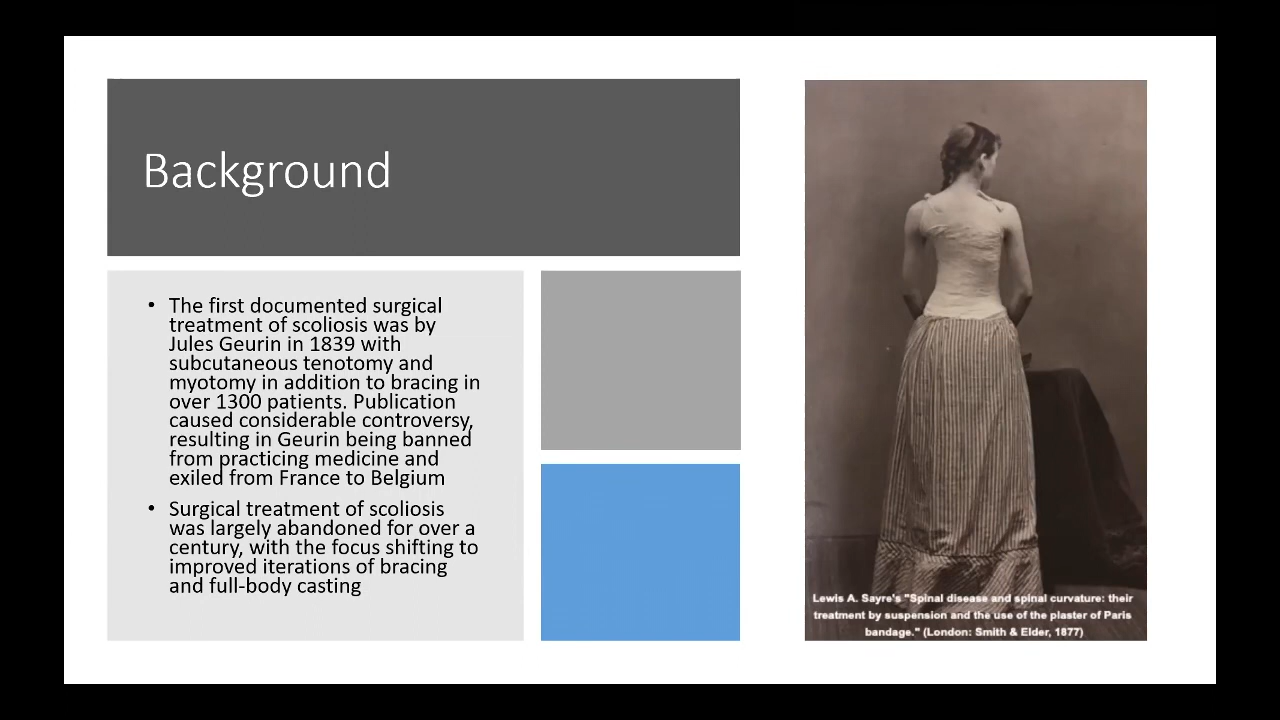 Background
• The first documented surgical
treatment of scoliosis was by
Jules Geurin in 1839 with
subcutaneous tenotomy and
myotomy in addition to bracing in
over 1300 patients. Publication
caused considerable controversy,
resulting in Geurin being banned
from practicing medicine and
exiled from France to Belgium
• Surgical treatment of scoliosis
was largely abandoned for over a
century, with the focus shifting to
improved iterations of bracing
and full-body casting
Lewis A. Sayre's "Spinal disease and spinal curvature: their
treatment by suspension and the use of the plaster of Paris
bandage." (London: Smith & Elder, 1877)